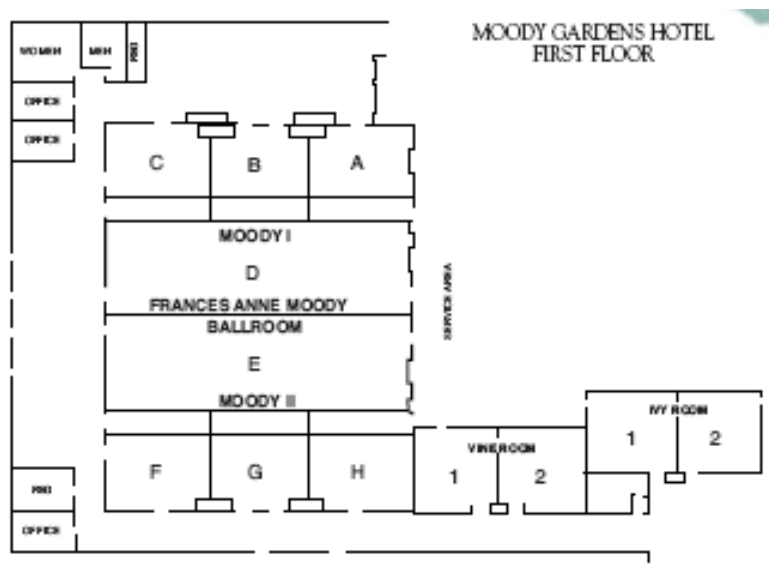 MOODY GARDENS HOTEL
FIRST FLOOR
WOMEN
MEN
OFFICE
OFFICE
C
B
A
MOODY I
D
FRANCES ANNE MOODY
BALLROOM
E
MOODY II
SERVICE AREA
F
G
H
VINE ROOM
1
2
IVY ROOM
1
2
OFFICE